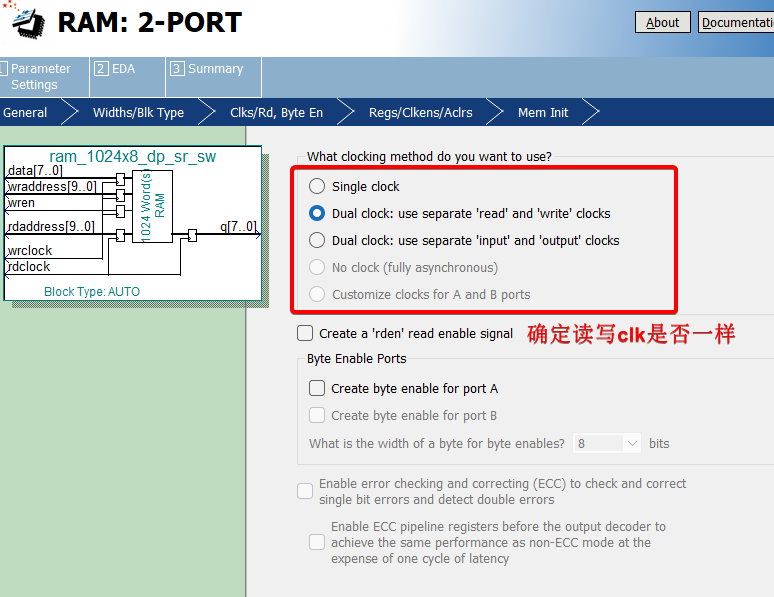 RAM: 2-PORT
About
Documentati
1 Parameter
Settings
2 EDA
3 Summary
General
Widths/Blk Type
Clks/Rd, Byte En
Regs/Clkens/Aclrs
Mem Init
ram_1024x8_dp_sr_sw
data[7..0]
wraddress[9..0]
wren
rdaddress[9..0]
q[7..0]
wrclock
rdclock
1024 Word(s)
RAM
Block Type: AUTO
What clocking method do you want to use?
Single clock
Dual clock: use separate 'read' and 'write' clocks
Dual clock: use separate 'input' and 'output' clocks
No clock (fully asynchronous)
Customize clocks for A and B ports
Create a 'rden' read enable signal
确定读写clk是否一样
Byte Enable Ports
Create byte enable for port A
Create byte enable for port B
What is the width of a byte for byte enables? 8 bits
Enable error checking and correcting (ECC) to check and correct
single bit errors and detect double errors
Enable ECC pipeline registers before the output decoder to
achieve the same performance as non-ECC mode at the
expense of one cycle of latency